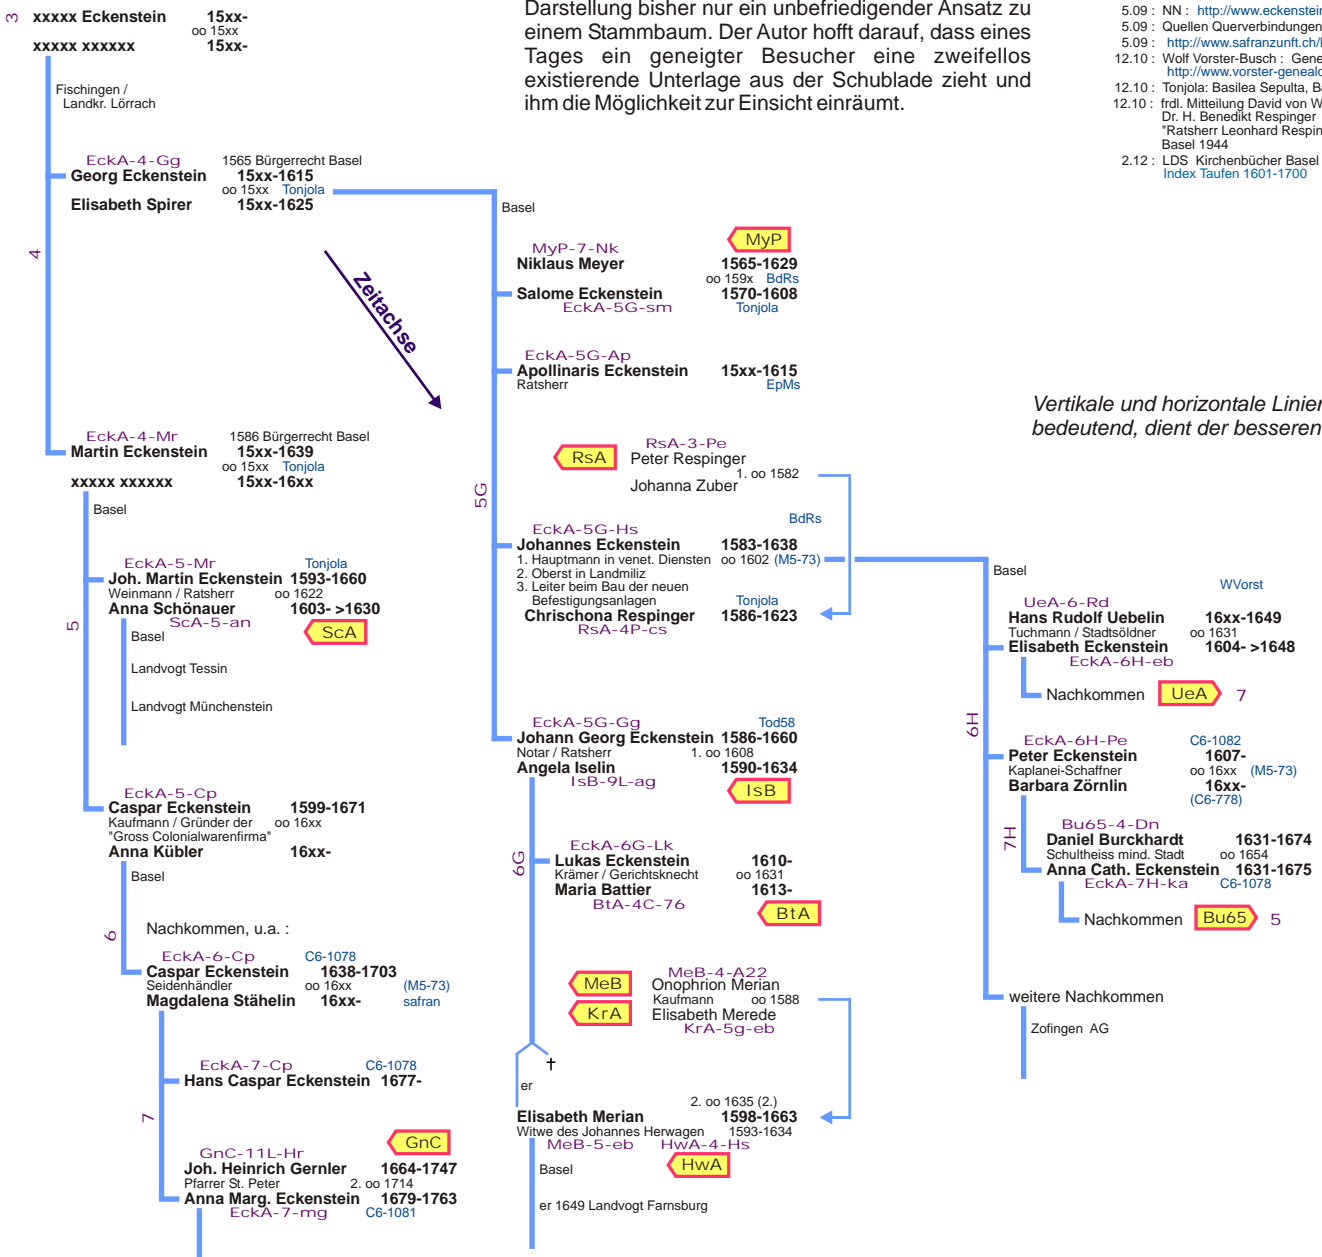 3
xxxxx Eckenstein 15xx-
oo 15xx
xxxxx xxxxxx 15xx-
Fischingen /
Landkr. Lörrach
Darstellung bisher nur ein unbefriedigender Ansatz zu
einem Stammbaum. Der Autor hofft darauf, dass eines
Tages ein geneigter Besucher eine zweifellos
existierende Unterlage aus der Schublade zieht und
ihm die Möglichkeit zur Einsicht einräumt.
5.09 : NN : http://www.eckenstein
5.09 : Quellen Querverbindungen
5.09 : http://www.safranzunft.ch/
12.10 : Wolf Vorster-Busch : Gene
http://www.vorster-genealo
12.10 : Tonjola: Basilea Sepulta, B
12.10 : frdl. Mitteilung David von W
Dr. H. Benedikt Respinger
"Ratsherr Leonhard Respin
Basel 1944
2.12 : LDS Kirchenbücher Basel
Index Taufen 1601-1700
EckA-4-Gg 1565 Bürgerrecht Basel
Georg Eckenstein 15xx-1615
oo 15xx Tonjola
Elisabeth Spirer 15xx-1625
4
Zeitachse
EckA-4-Mr 1586 Bürgerrecht Basel
Martin Eckenstein 15xx-1639
oo 15xx Tonjola
xxxxx xxxxxx 15xx-16xx
Basel
5
EckA-5-Mr Tonjola
Joh. Martin Eckenstein 1593-1660
Weinmann / Ratsherr oo 1622
Anna Schönauer 1603- >1630
ScA-5-an
ScA
Basel
Landvogt Tessin
Landvogt Münchenstein
EckA-5-Cp
Caspar Eckenstein 1599-1671
Kaufmann / Gründer der oo 16xx
"Gross Colonialwarenfirma"
Anna Kübler 16xx-
Basel
6
Nachkommen, u.a. :
EckA-6-Cp C6-1078
Caspar Eckenstein 1638-1703
Seidenhändler oo 16xx (M5-73)
Magdalena Stähelin 16xx- safran
7
EckA-7-Cp C6-1078
Hans Caspar Eckenstein 1677-
GnC
GnC-11L-Hr
Joh. Heinrich Gernler 1664-1747
Pfarrer St. Peter 2. oo 1714
Anna Marg. Eckenstein 1679-1763
EckA-7-mg C6-1081
Basel
5G
MyP
MyP-7-Nk
Niklaus Meyer 1565-1629
oo 159x BdRs
Salome Eckenstein 1570-1608
EckA-5G-sm Tonjola
EckA-5G-Ap
Apollinaris Eckenstein 15xx-1615
Ratsherr EpMs
RsA-3-Pe
RsA
Peter Respinger
1. oo 1582
Johanna Zuber
BdRs
EckA-5G-Hs
Johannes Eckenstein 1583-1638
1. Hauptmann in venet. Diensten oo 1602 (M5-73)
2. Oberst in Landmiliz
3. Leiter beim Bau der neuen
Befestigungsanlagen Tonjola
Chrischona Respinger 1586-1623
RsA-4P-cs
EckA-5G-Gg Tod58
Johann Georg Eckenstein 1586-1660
Notar / Ratsherr 1. oo 1608
Angela Iselin 1590-1634
IsB-9L-ag
IsB
6G
EckA-6G-Lk
Lukas Eckenstein 1610-
Krämer / Gerichtsknecht oo 1631
Maria Battier 1613-
BtA-4C-76
BtA
MeB-4-A22
MeB
Onophrion Merian
Kaufmann oo 1588
KrA
Elisabeth Merede
KrA-5g-eb
†
er
2. oo 1635 (2.)
Elisabeth Merian 1598-1663
Witwe des Johannes Herwagen 1593-1634
MeB-5-eb HwA-4-Hs
HwA
Basel
er 1649 Landvogt Farnsburg
Vertikale und horizontale Linien
bedeutend, dient der besseren
Basel
6H
WVorst
UeA-6-Rd
Hans Rudolf Uebelin 16xx-1649
Tuchmann / Stadtsöldner oo 1631
Elisabeth Eckenstein 1604- >1648
EckA-6H-eb
Nachkommen UeA 7
EckA-6H-Pe C6-1082
Peter Eckenstein 1607-
Kaplanei-Schaffner oo 16xx (M5-73)
Barbara Zörnlin 16xx-
(C6-778)
7H
Bu65-4-Dn
Daniel Burckhardt 1631-1674
Schultheiss mind. Stadt oo 1654
Anna Cath. Eckenstein 1631-1675
EckA-7H-ka C6-1078
Nachkommen Bu65 5
weitere Nachkommen
Zofingen AG